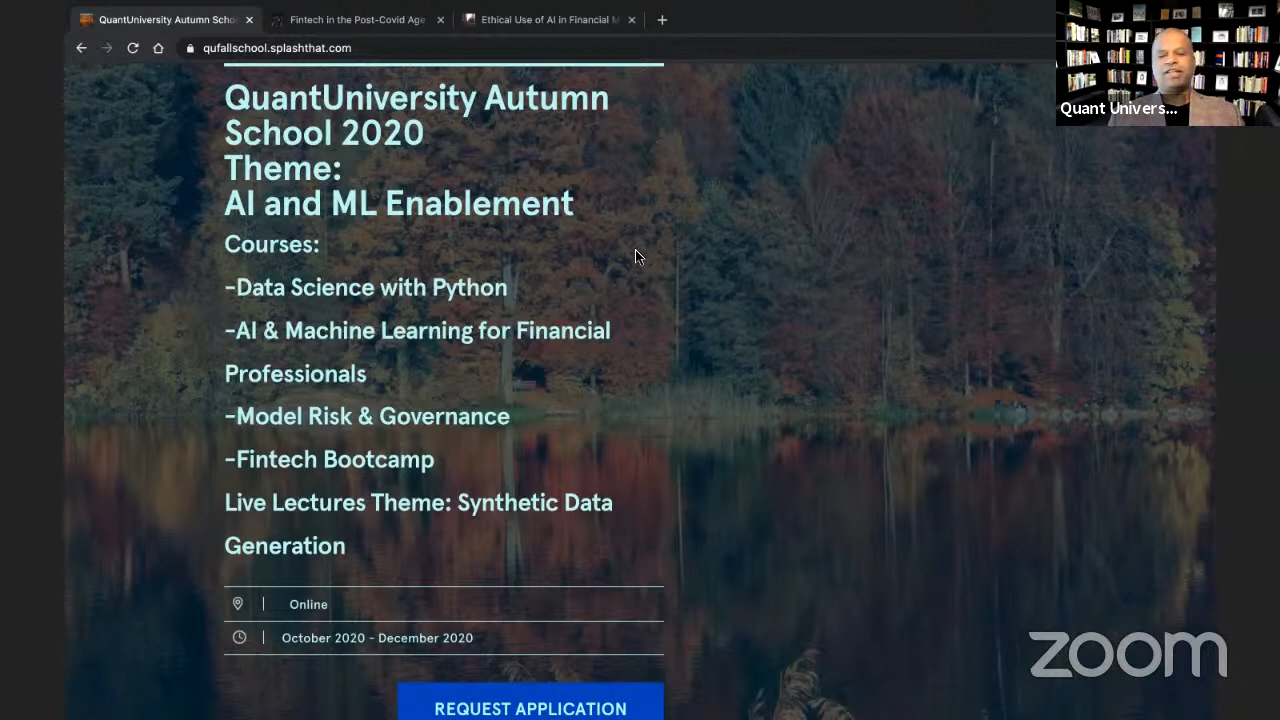 QuantUniversity Autumn Scho
Fintech in the Post-Covid Age
Ethical Use of AI in Financial M
qufallschool.splashthat.com
Quant Univers...
QuantUniversity Autumn
School 2020
Theme:
AI and ML Enablement
Courses:
-Data Science with Python
-AI & Machine Learning for Financial
Professionals
-Model Risk & Governance
-Fintech Bootcamp
Live Lectures Theme: Synthetic Data
Generation
Online
October 2020 - December 2020
REQUEST APPLICATION
zoom